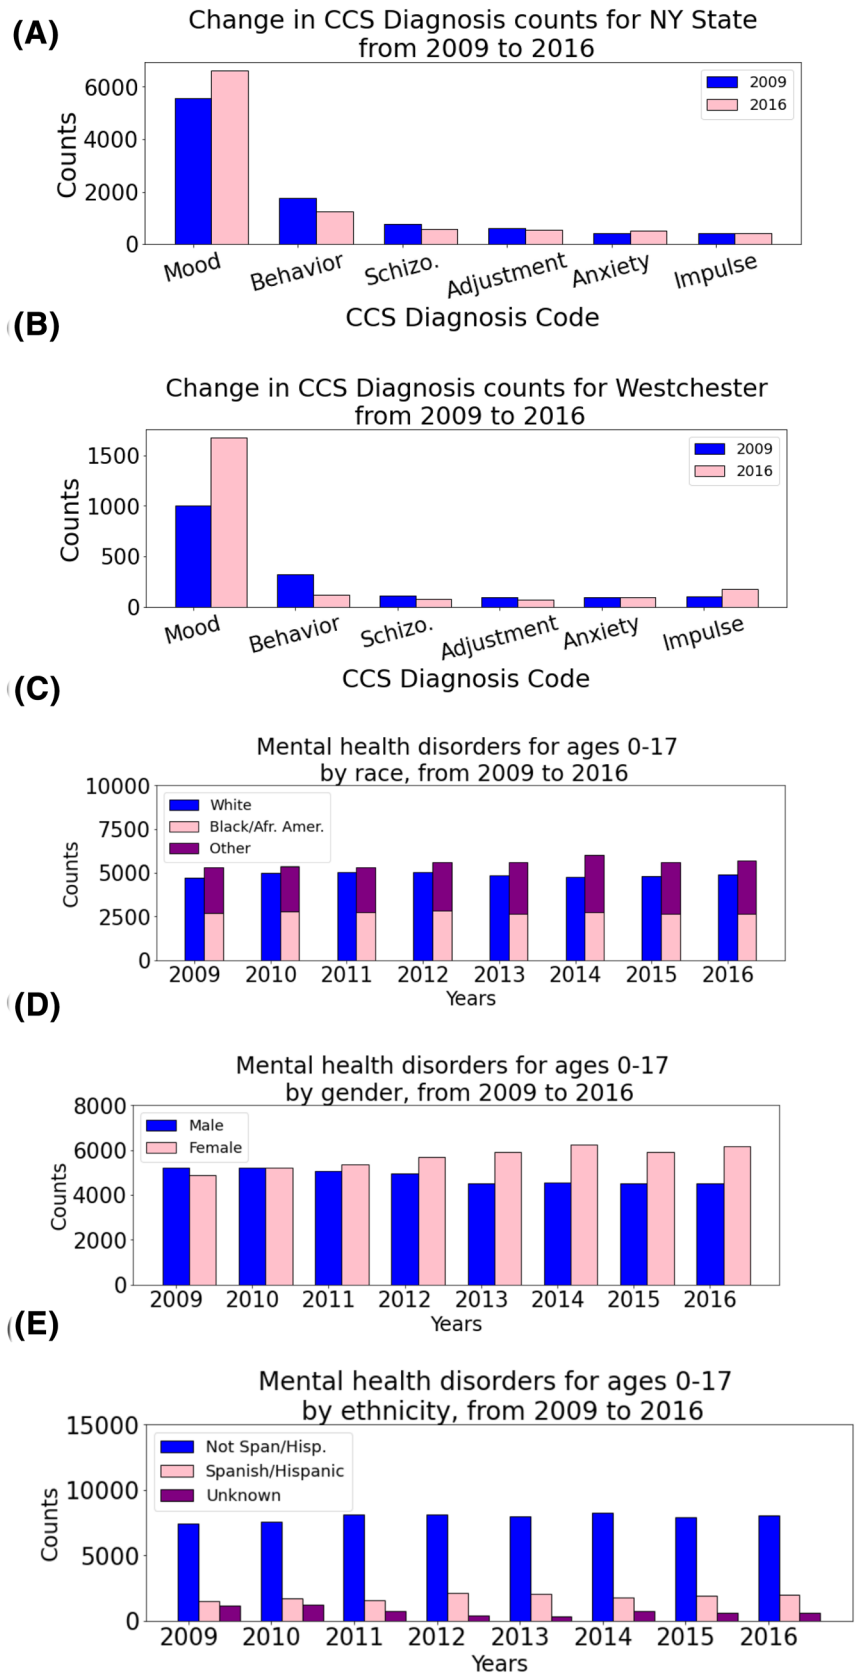 (A)
Change in CCS Diagnosis counts for NY State
from 2009 to 2016
6000
4000
2000
0
Counts
2009
2016
Mood
Behavior
Schizo.
Adjustment
Anxiety
Impulse
CCS Diagnosis Code
(B)
Change in CCS Diagnosis counts for Westchester
from 2009 to 2016
1500
1000
500
0
Counts
2009
2016
Mood
Behavior
Schizo.
Adjustment
Anxiety
Impulse
CCS Diagnosis Code
(C)
Mental health disorders for ages 0-17
by race, from 2009 to 2016
10000
7500
5000
2500
0
Counts
White
Black/Afr. Amer.
Other
2009 2010 2011 2012 2013 2014 2015 2016
Years
(D)
Mental health disorders for ages 0-17
by gender, from 2009 to 2016
8000
6000
4000
2000
0
Counts
Male
Female
2009 2010 2011 2012 2013 2014 2015 2016
Years
(E)
Mental health disorders for ages 0-17
by ethnicity, from 2009 to 2016
15000
10000
5000
0
Counts
Not Span/Hisp.
Spanish/Hispanic
Unknown
2009 2010 2011 2012 2013 2014 2015 2016
Years